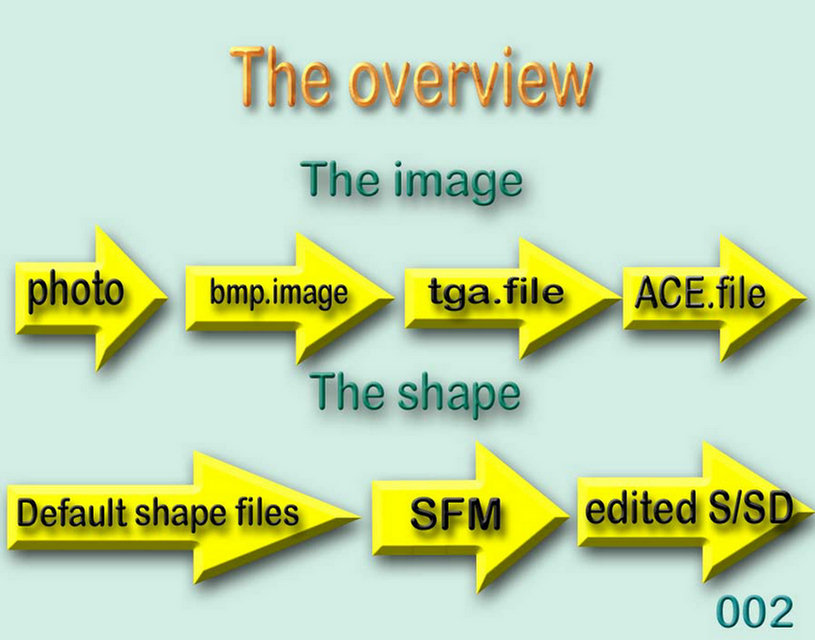 The overview
The image
photo bmp.image tga.file ACE.file
The shape
Default shape files SFM edited S/SD
002